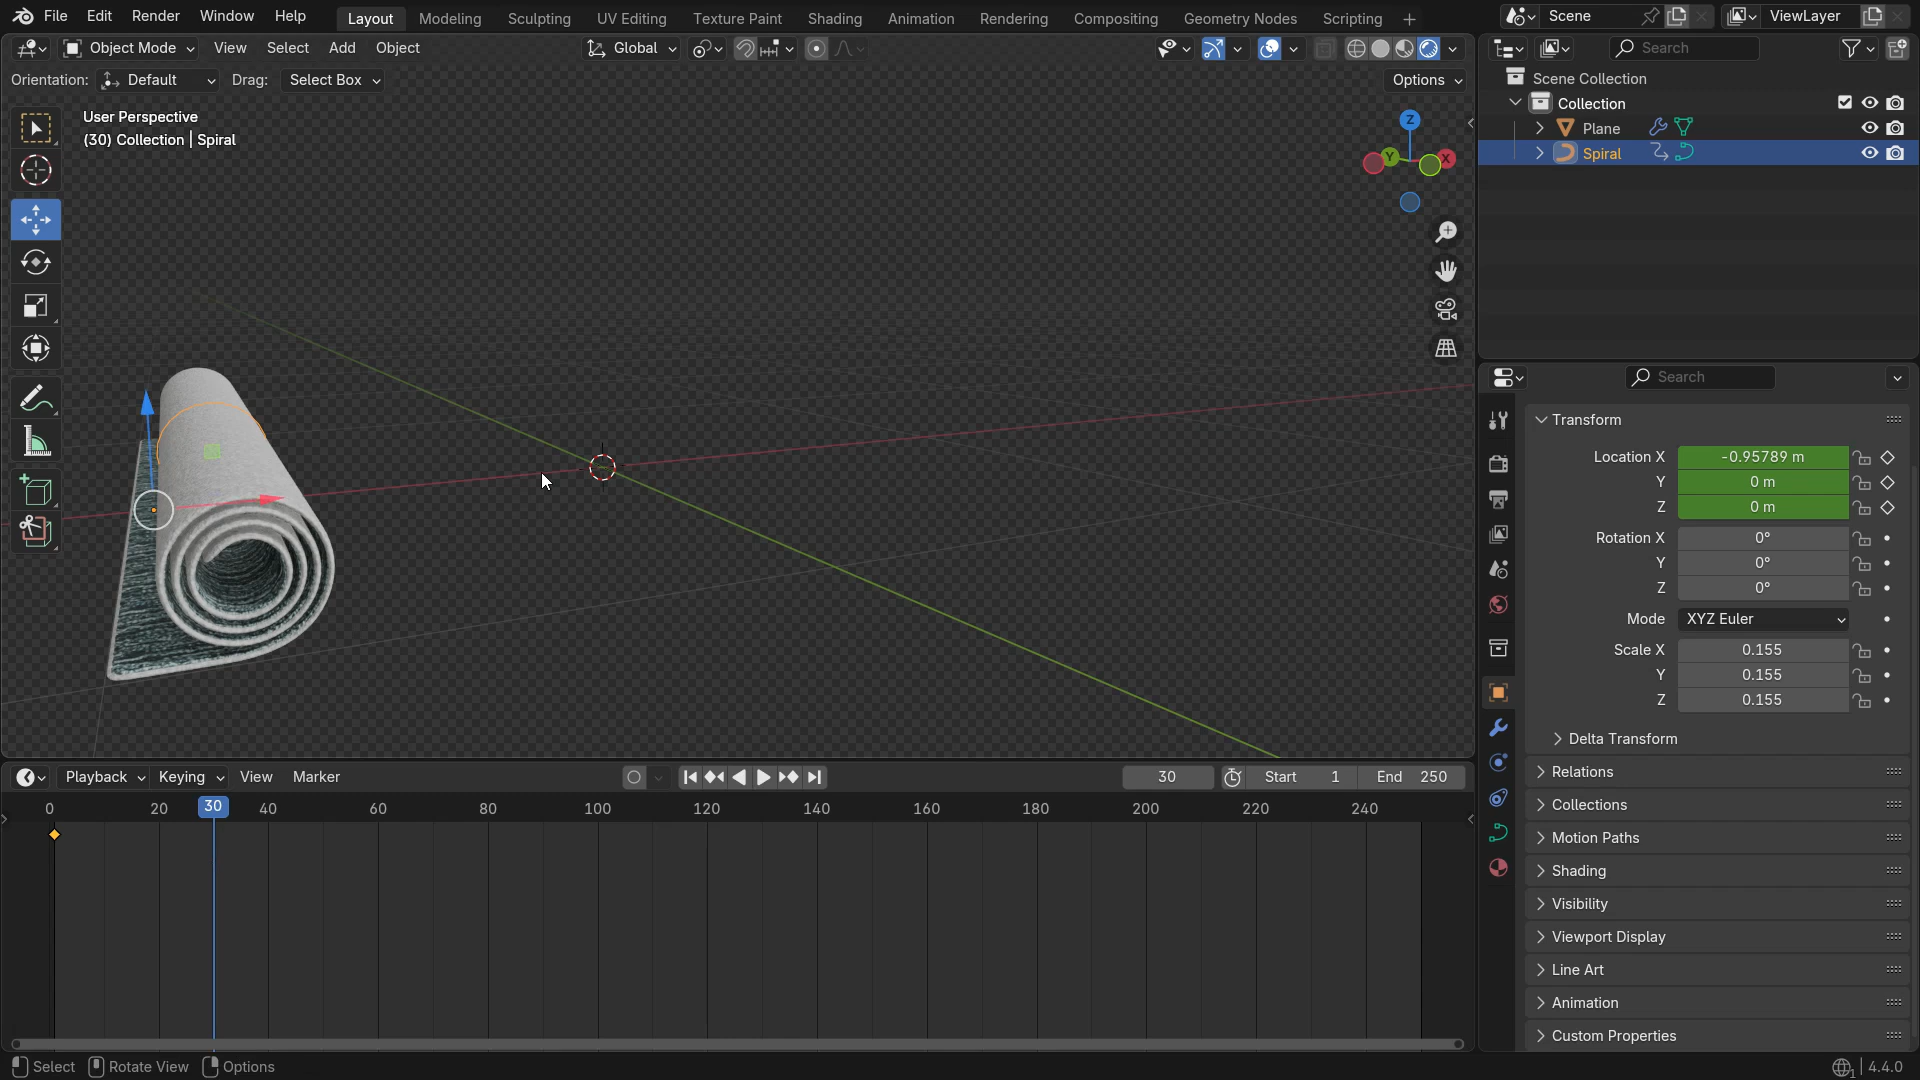 File Edit Render Window Help Layout Modeling Sculpting UV Editing Texture Paint Shading Animation Rendering Compositing Geometry Nodes Scripting + Scene ViewLayer
Object Mode View Select Add Object Global Search
Orientation: Default Drag: Select Box Options
User Perspective
(30) Collection | Spiral
Z
Y
X
Scene Collection
Collection
Plane
Spiral
Search
Transform
Location X -0.95789 m
Y 0 m
Z 0 m
Rotation X 0°
Y 0°
Z 0°
Mode XYZ Euler
Scale X 0.155
Y 0.155
Z 0.155
Delta Transform
Relations
Collections
Motion Paths
Shading
Visibility
Viewport Display
Line Art
Animation
Custom Properties
Playback Keying View Marker 30 Start 1 End 250
0 20 30 40 60 80 100 120 140 160 180 200 220 240
Select Rotate View Options 4.4.0